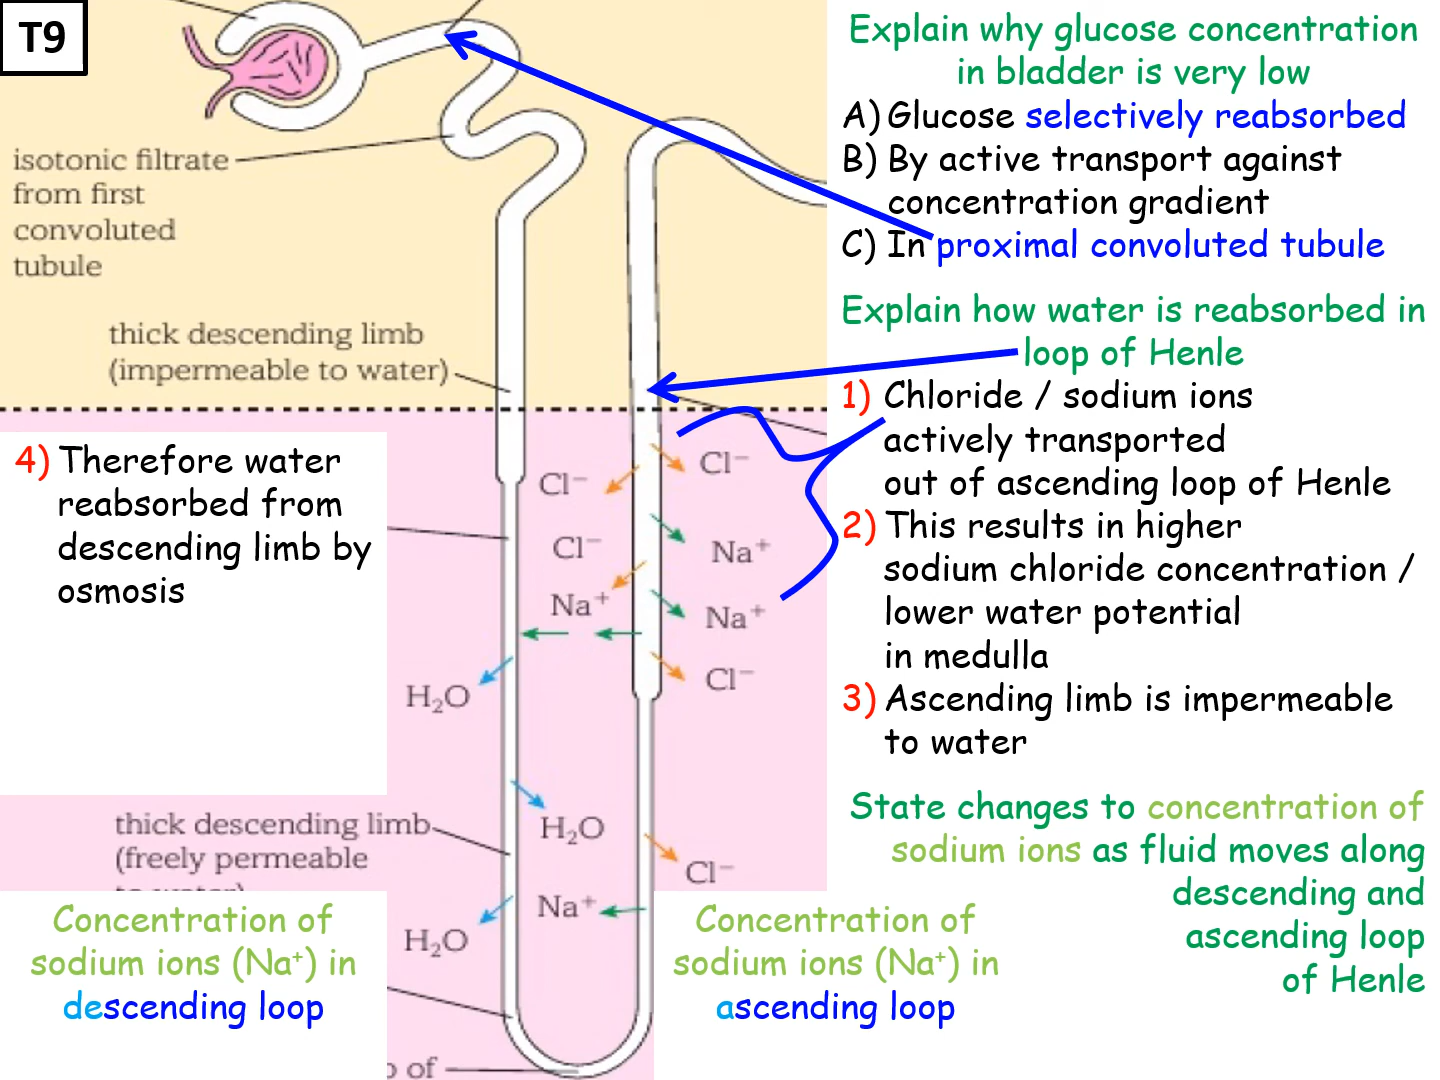 T9
isotonic filtrate
from first
convoluted
tubule
thick descending limb
(impermeable to water)
4) Therefore water
reabsorbed from
descending limb by
osmosis
Cl⁻
Cl⁻
Cl⁻
Na⁺
Na⁺
Na⁺
Cl⁻
H₂O
H₂O
thick descending limb
(freely permeable
to water)
Cl⁻
Na⁺
H₂O
Concentration of
sodium ions (Na⁺) in
descending loop
Concentration of
sodium ions (Na⁺) in
ascending loop
of
Explain why glucose concentration
in bladder is very low
A) Glucose selectively reabsorbed
B) By active transport against
concentration gradient
C) In proximal convoluted tubule
Explain how water is reabsorbed in
loop of Henle
1) Chloride / sodium ions
actively transported
out of ascending loop of Henle
2) This results in higher
sodium chloride concentration /
lower water potential
in medulla
3) Ascending limb is impermeable
to water
State changes to concentration of
sodium ions as fluid moves along
descending and
ascending loop
of Henle